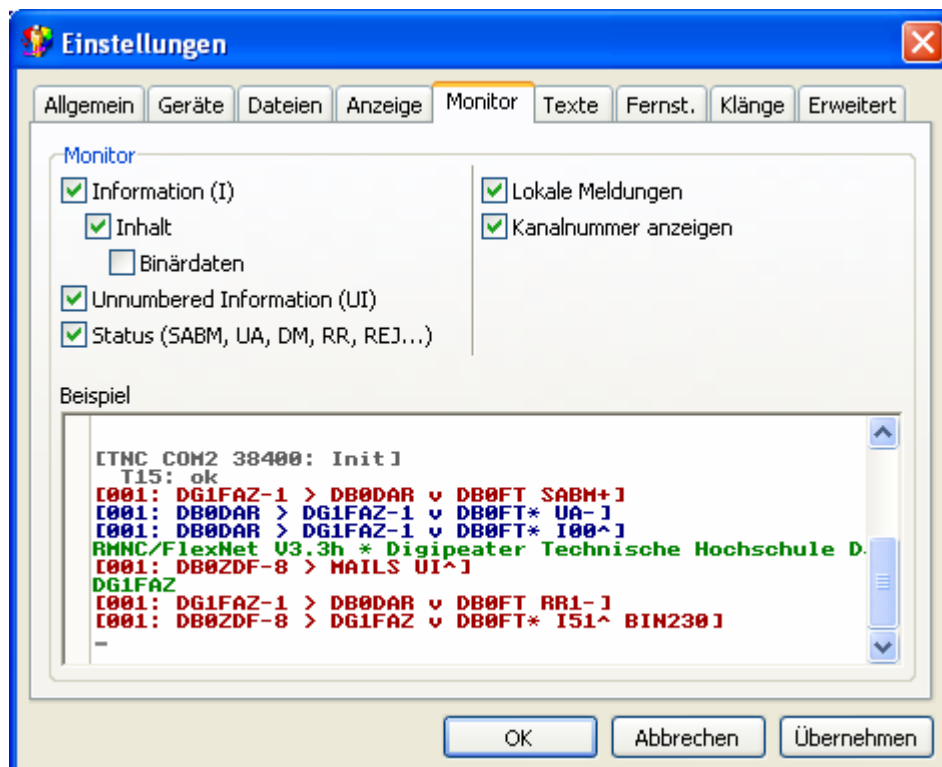 Einstellungen
Allgemein Geräte Dateien Anzeige Monitor Texte Fernst. Klänge Erweitert
Monitor
Information (I)
Inhalt
Binärdaten
Unnumbered Information (UI)
Status (SABM, UA, DM, RR, REJ...)
Lokale Meldungen
Kanalnummer anzeigen
Beispiel
[TNC COM2 38400: Init]
T15: ok
[001: DG1FAZ-1 > DB0DAR v DB0FT SABM+]
[001: DB0DAR > DG1FAZ-1 v DB0FT* UA-]
[001: DB0DAR > DG1FAZ-1 v DB0FT* I00^]
RMNC/FlexNet V3.3h * Digipeater Technische Hochschule D
[001: DB0ZDF-8 > MAILS UI^]
DG1FAZ
[001: DG1FAZ-1 > DB0DAR v DB0FT RR1-]
[001: DB0ZDF-8 > DG1FAZ v DB0FT* I51^ BIN230]
OK Abbrechen Übernehmen